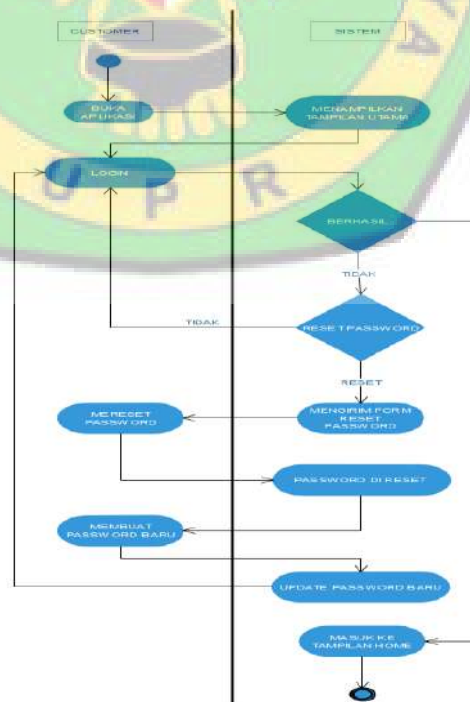 CUSTOMER
SISTEM
BUKA
APLIKASI
MENAMPILKAN
TAMPILAN UTAMA
LOGIN
U P R
BERHASIL
TIDAK
TIDAK
RESET PASSWORD
RESET
MERESET
PASSWORD
MENGIRIM FORM
RESET
PASSWORD
PASSWORD DI RESET
MEMBUAT
PASSWORD BARU
UPDATE PASSWORD BARU
MASUK KE
TAMPILAN HOME